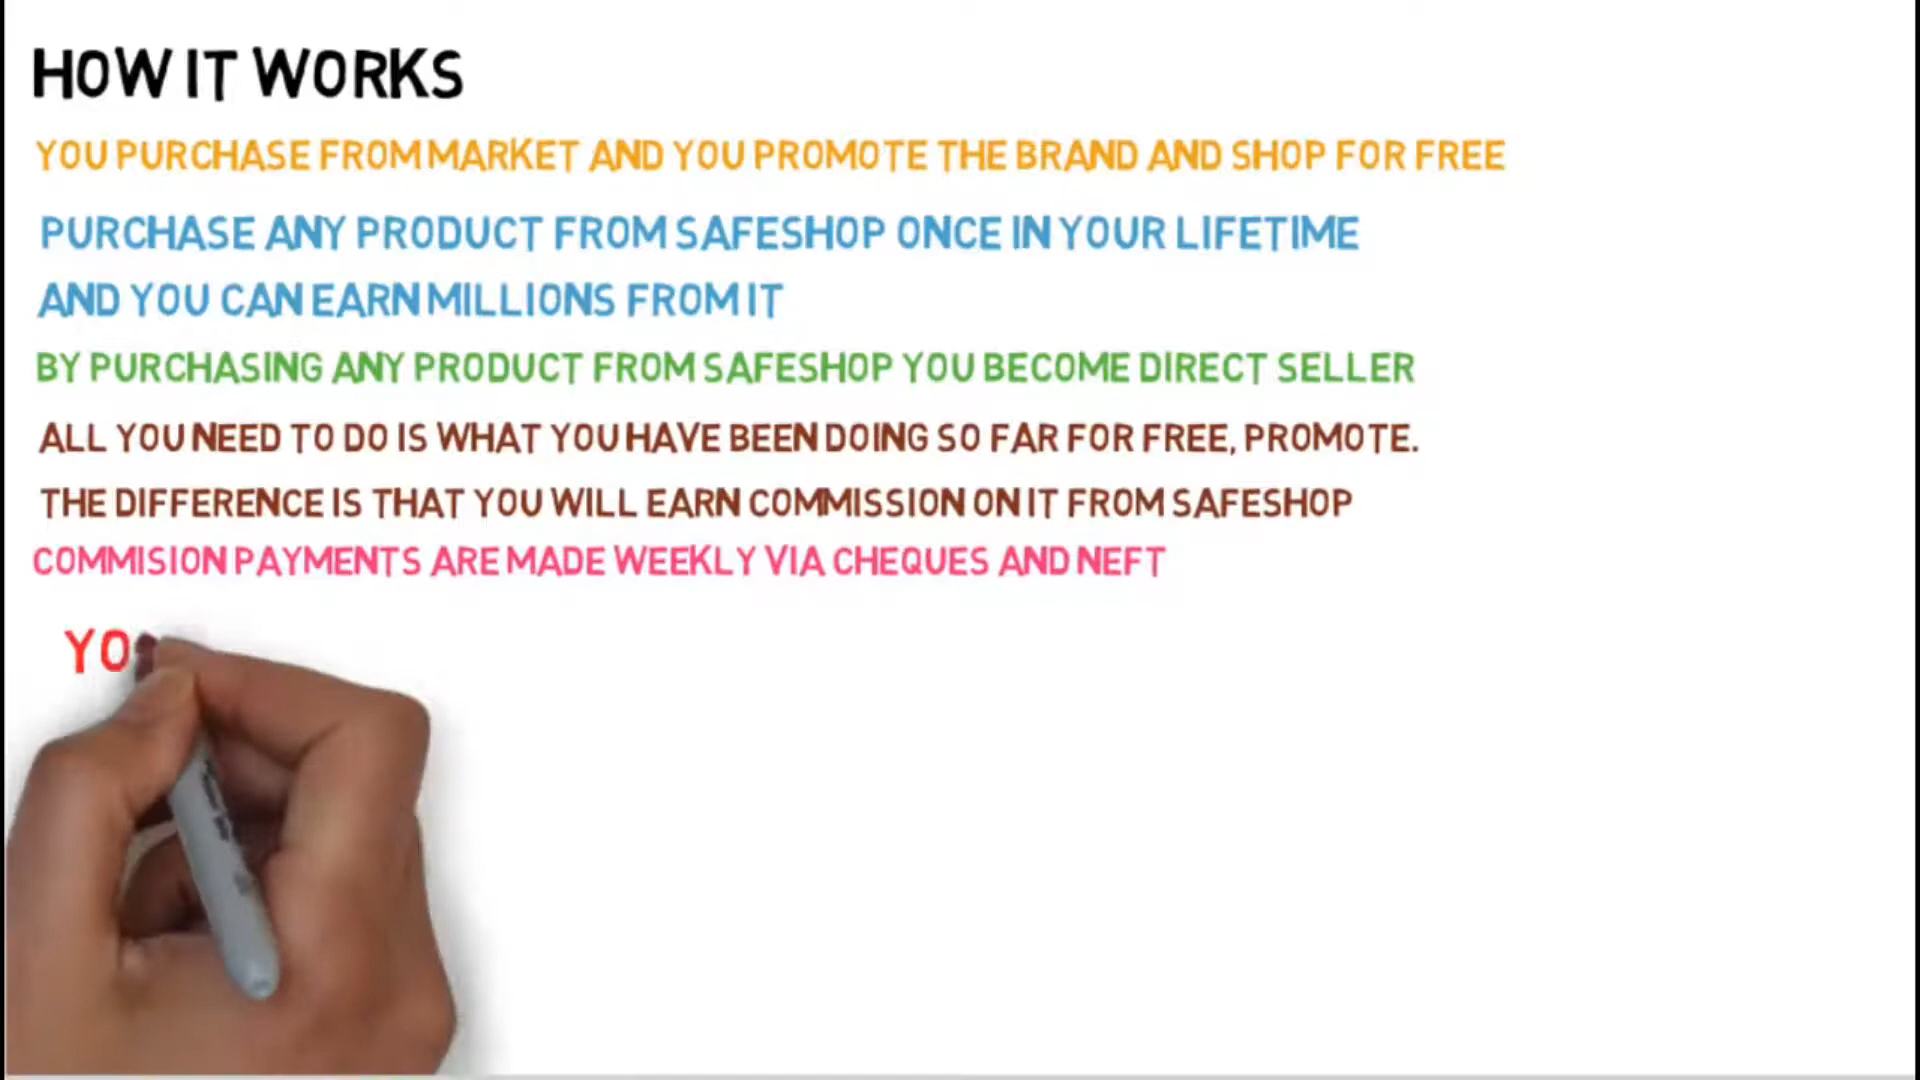 HOW IT WORKS
YOU PURCHASE FROM MARKET AND YOU PROMOTE THE BRAND AND SHOP FOR FREE
PURCHASE ANY PRODUCT FROM SAFESHOP ONCE IN YOUR LIFETIME
AND YOU CAN EARN MILLIONS FROM IT
BY PURCHASING ANY PRODUCT FROM SAFESHOP YOU BECOME DIRECT SELLER
ALL YOU NEED TO DO IS WHAT YOU HAVE BEEN DOING SO FAR FOR FREE, PROMOTE.
THE DIFFERENCE IS THAT YOU WILL EARN COMMISSION ON IT FROM SAFESHOP
COMMISION PAYMENTS ARE MADE WEEKLY VIA CHEQUES AND NEFT
YO